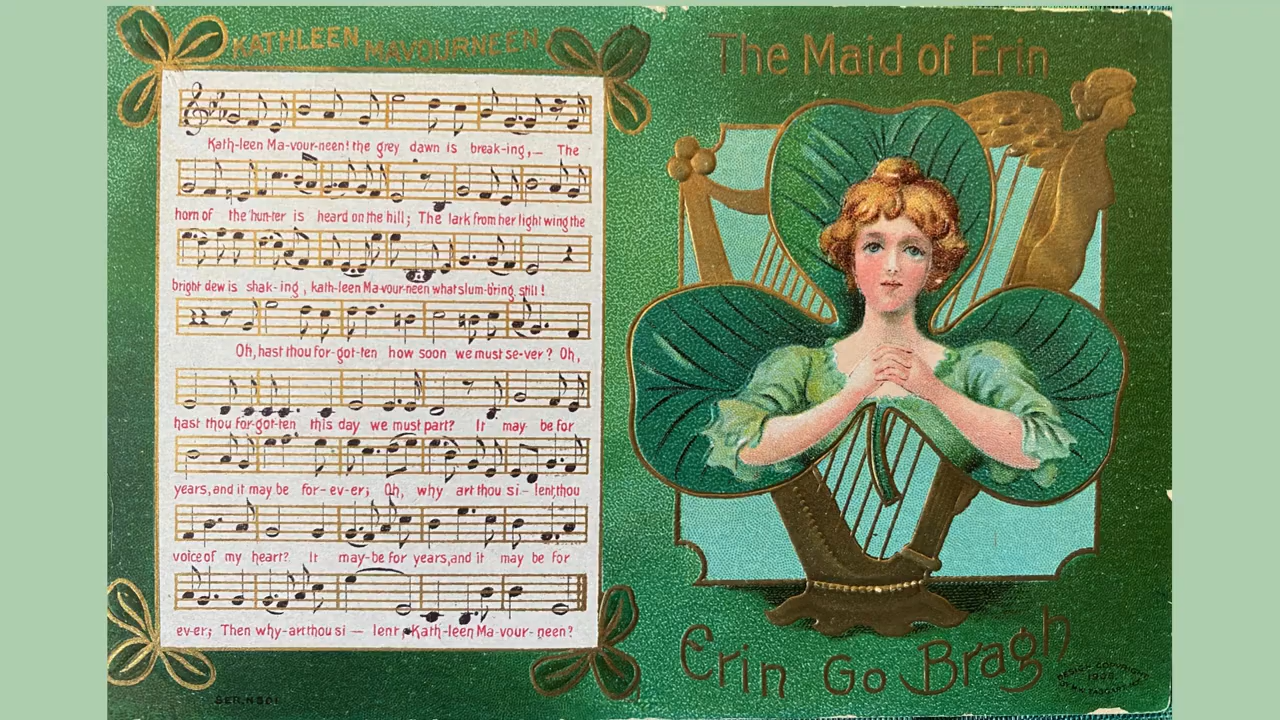 KATHLEEN MAVOURNEEN
Kath-leen Ma-vour-neen! the grey dawn is break-ing,— The
horn of the hun-ter is heard on the hill; The lark from her light wing the
bright dew is shak-ing, kath-leen Ma-vour-neen what slum-b'ring still!
Oh, hast thou for-got-ten how soon we must se-ver? Oh,
hast thou for-got-ten this day we must part? It may be for
years, and it may be for-ev-er; Oh, why art thou si- lent, thou
voice of my heart? It may-be for years, and it may be for
ev-er; Then why-art thou si — lent, Kath-leen Ma-vour-neen?
The Maid of Erin
Erin Go Bragh
DESIGN COPYRIGHT